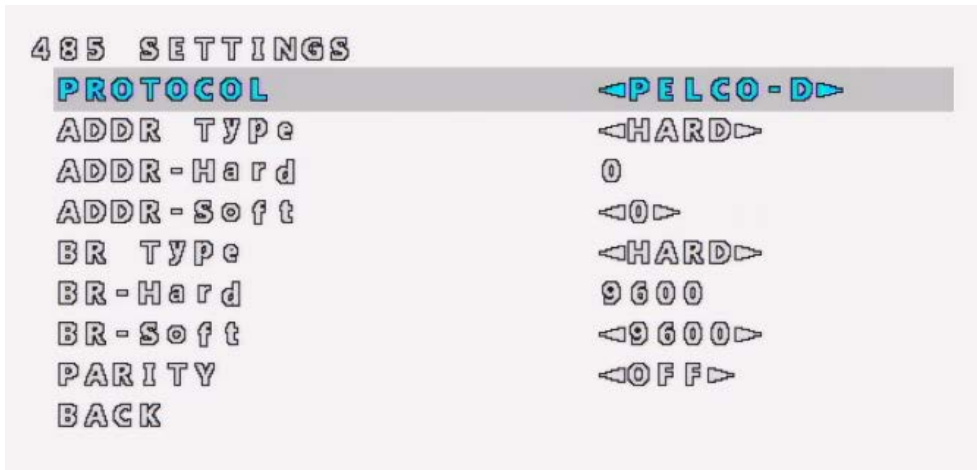 485 SETTINGS
PROTOCOL ◅PELCO-D▻
ADDR Type ◅HARD▻
ADDR-Hard 0
ADDR-Soft ◅0▻
BR Type ◅HARD▻
BR-Hard 9600
BR-Soft ◅9600▻
PARITY ◅OFF▻
BACK